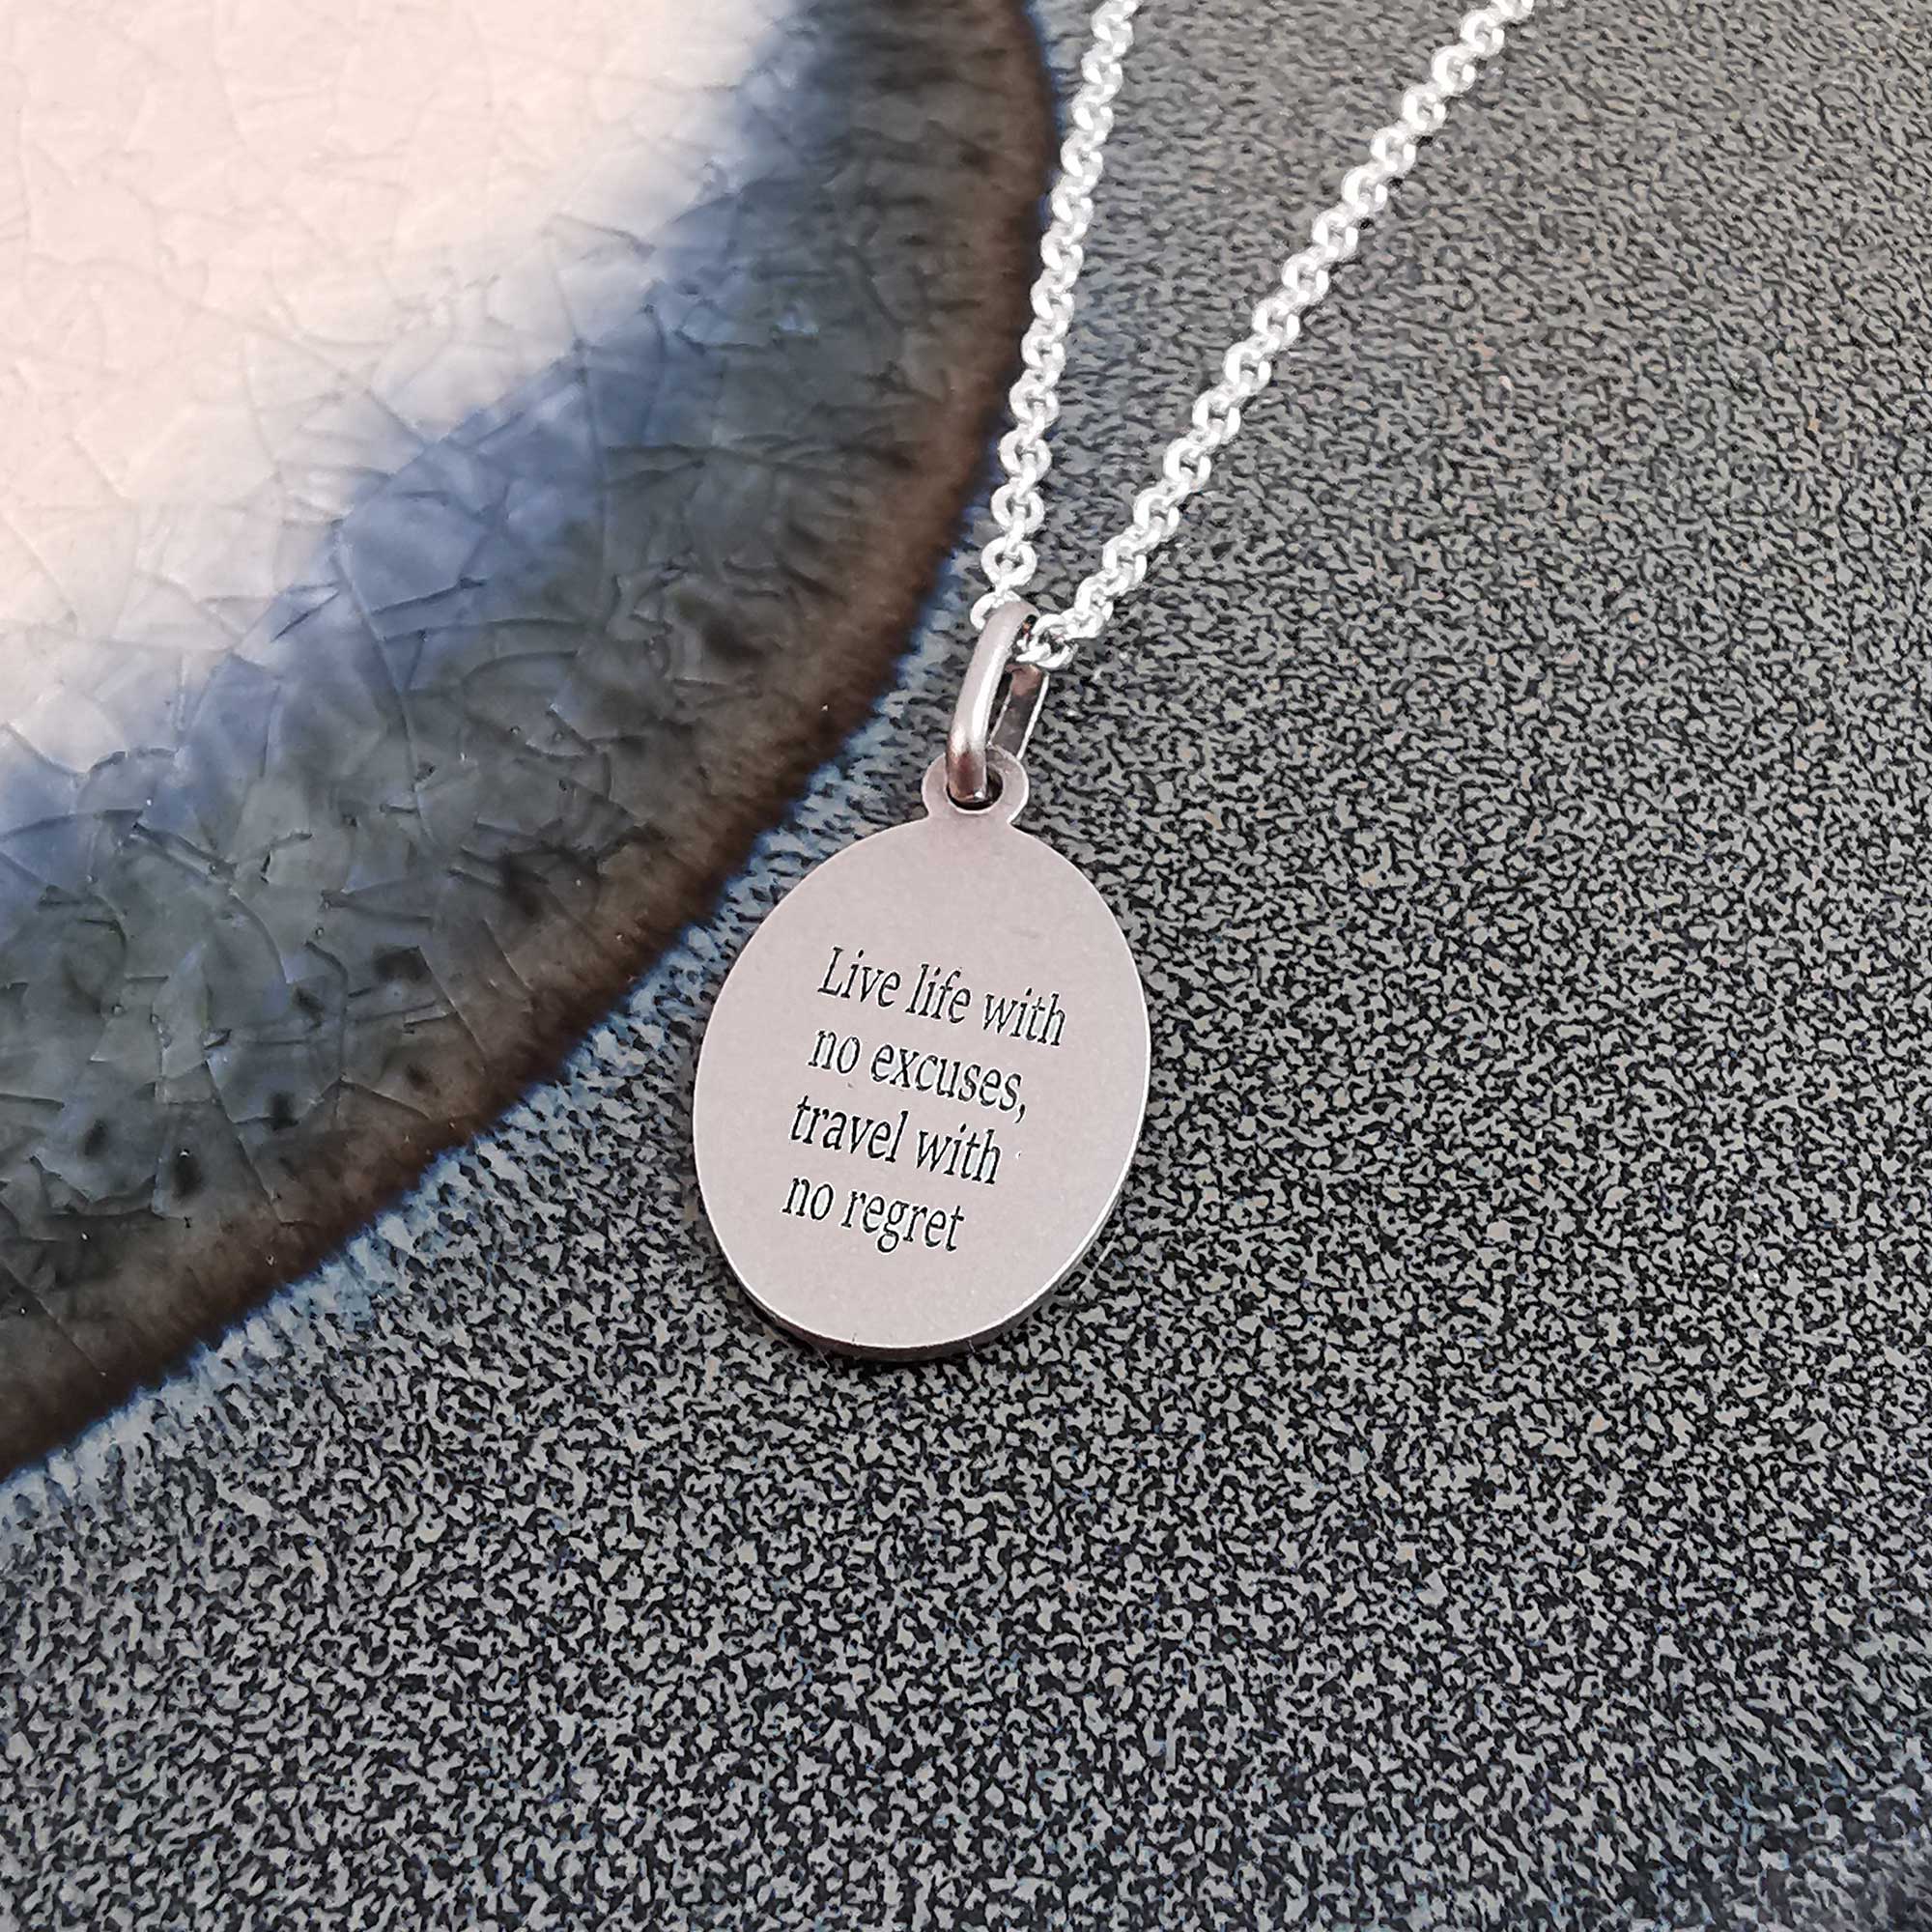 Live life with
no excuses,
travel with
no regret